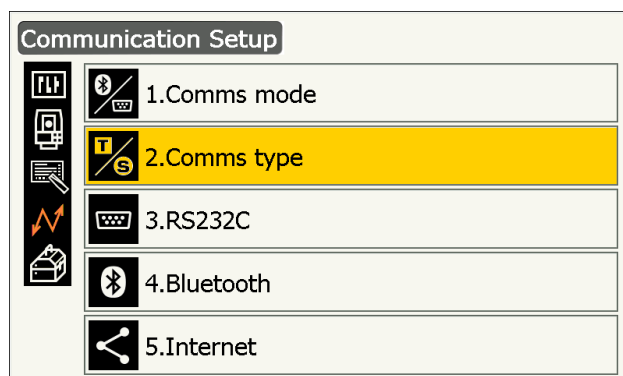 Communication Setup
1.Comms mode
T
S
2.Comms type
3.RS232C
4.Bluetooth
5.Internet